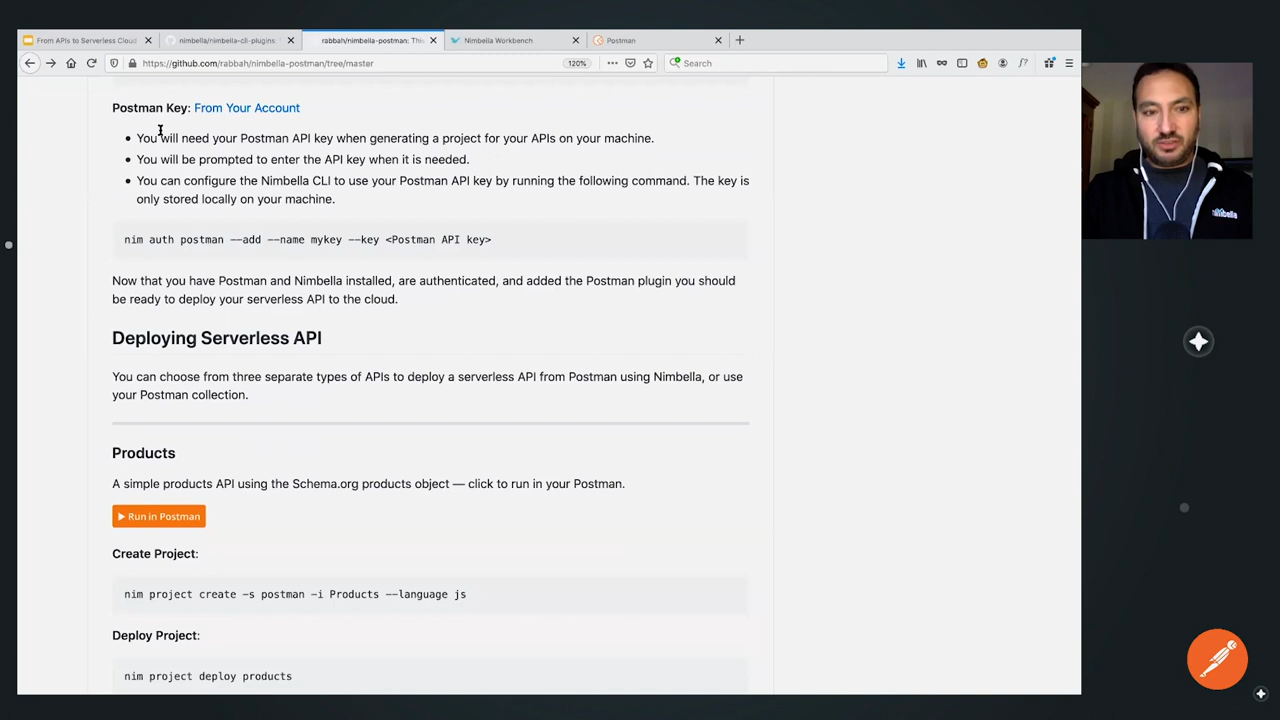 From APIs to Serverless Cloud
nimbella/nimbella-cli-plugins:
rabbah/nimbella-postman: Thi
Nimbella Workbench
Postman
https://github.com/rabbah/nimbella-postman/tree/master
120%
Search
Postman Key: From Your Account
• You will need your Postman API key when generating a project for your APIs on your machine.
• You will be prompted to enter the API key when it is needed.
• You can configure the Nimbella CLI to use your Postman API key by running the following command. The key is
only stored locally on your machine.
nim auth postman --add --name mykey --key <Postman API key>
Now that you have Postman and Nimbella installed, are authenticated, and added the Postman plugin you should
be ready to deploy your serverless API to the cloud.
Deploying Serverless API
You can choose from three separate types of APIs to deploy a serverless API from Postman using Nimbella, or use
your Postman collection.
Products
A simple products API using the Schema.org products object — click to run in your Postman.
Run in Postman
Create Project:
nim project create -s postman -i Products --language js
Deploy Project:
nim project deploy products
nimbella